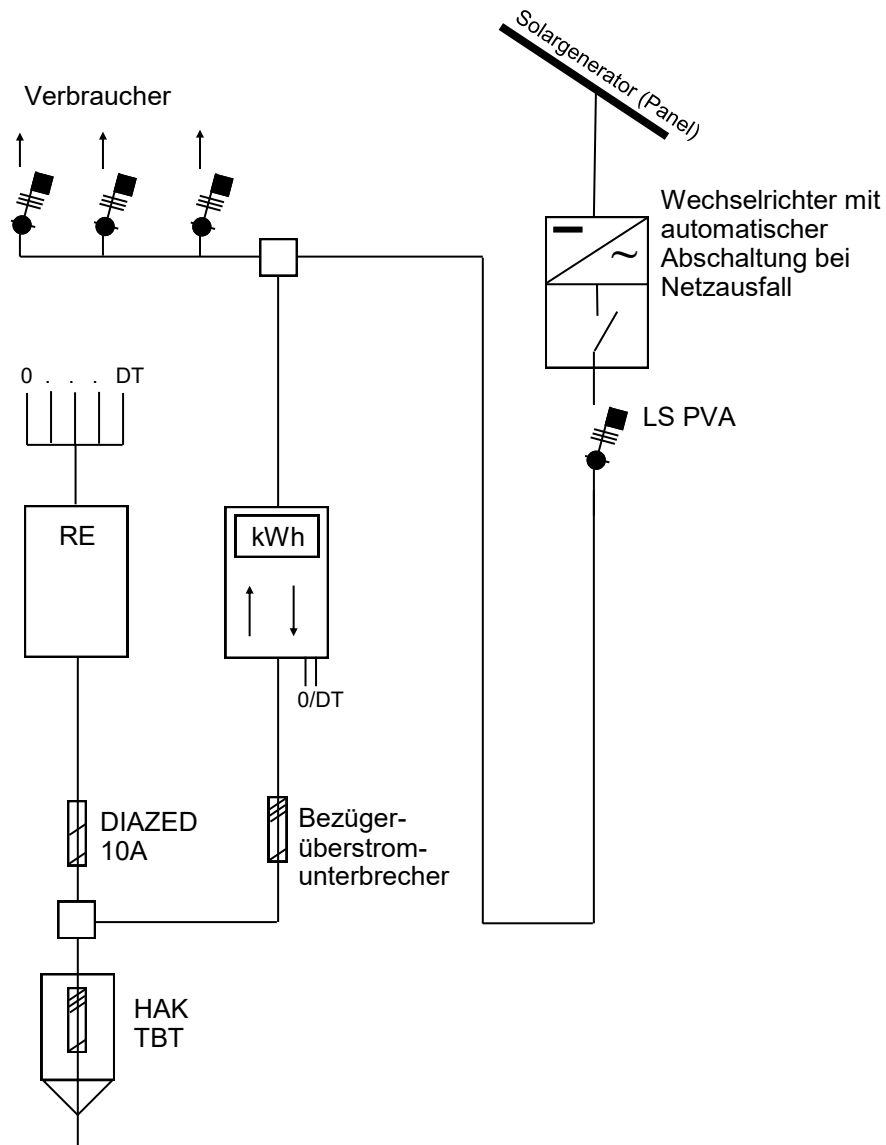 Solargenerator (Panel)
Verbraucher
Wechselrichter mit
automatischer
Abschaltung bei
Netzausfall
~
0 . . . DT
LS PVA
RE
kWh
0/DT
DIAZED
10A
Bezüger-
überstrom-
unterbrecher
HAK
TBT